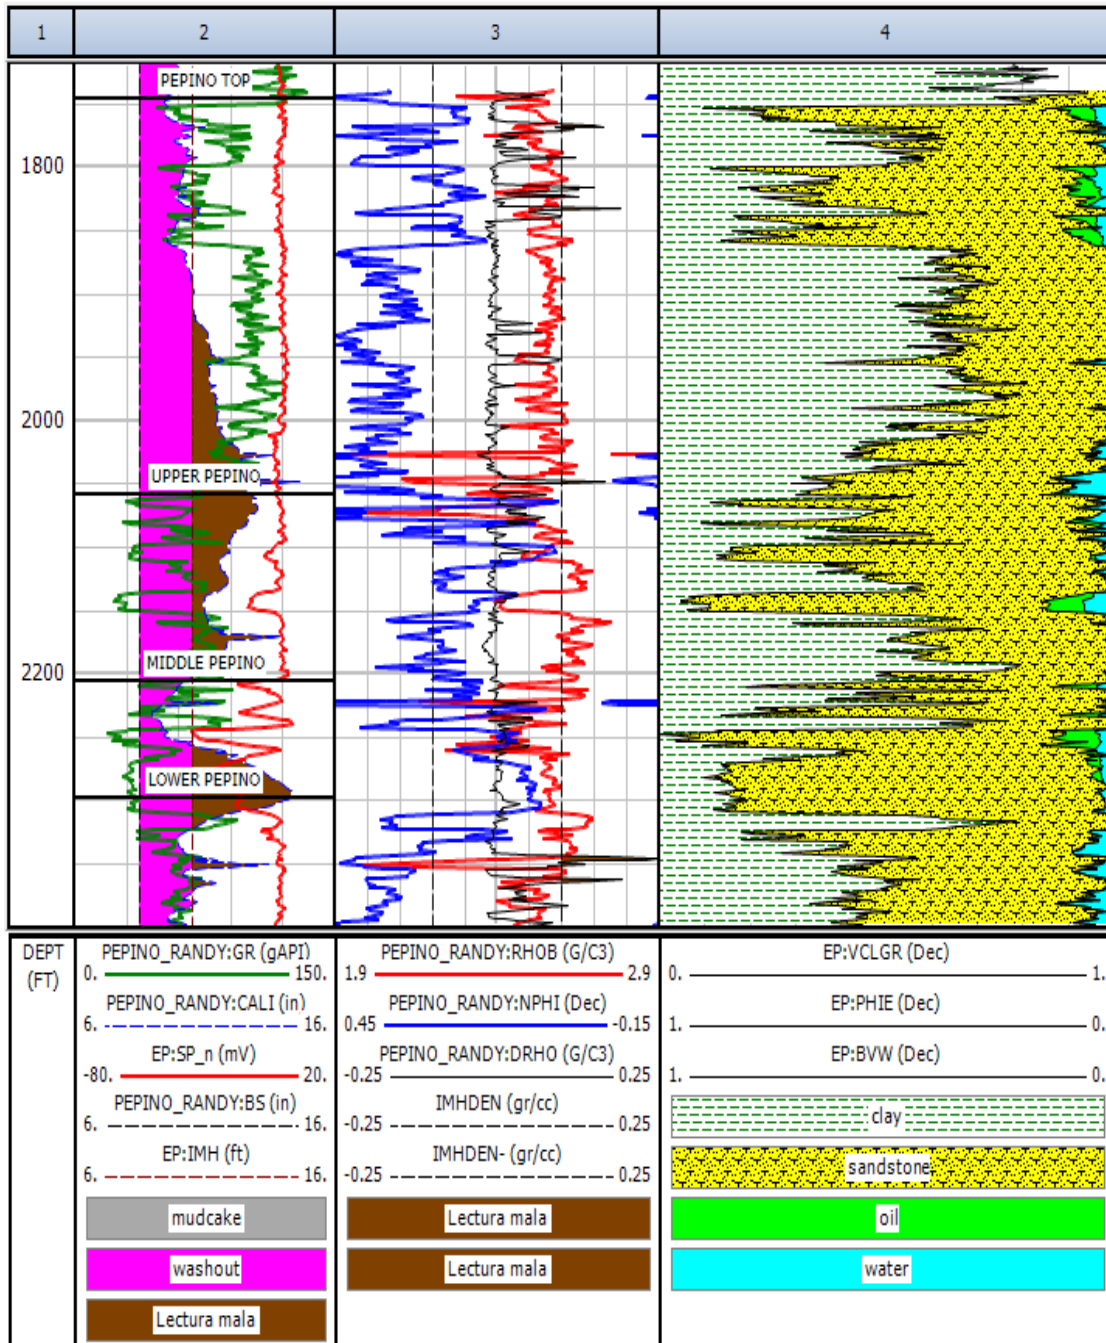 1 2 3 4
PEPINO TOP
1800
2000
UPPER PEPINO
MIDDLE PEPINO
2200
LOWER PEPINO
DEPT
(FT)
PEPINO_RANDY:GR (gAPI)
0. 150.
PEPINO_RANDY:CALI (in)
6. 16.
EP:SP_n (mV)
-80. 20.
PEPINO_RANDY:BS (in)
6. 16.
EP:IMH (ft)
6. 16.
mudcake
washout
Lectura mala
PEPINO_RANDY:RHOB (G/C3)
1.9 2.9
PEPINO_RANDY:NPHI (Dec)
0.45 -0.15
PEPINO_RANDY:DRHO (G/C3)
-0.25 0.25
IMHDEN (gr/cc)
-0.25 0.25
IMHDEN- (gr/cc)
-0.25 0.25
Lectura mala
Lectura mala
EP:VCLGR (Dec)
0. 1.
EP:PHIE (Dec)
1. 0.
EP:BVW (Dec)
1. 0.
clay
sandstone
oil
water